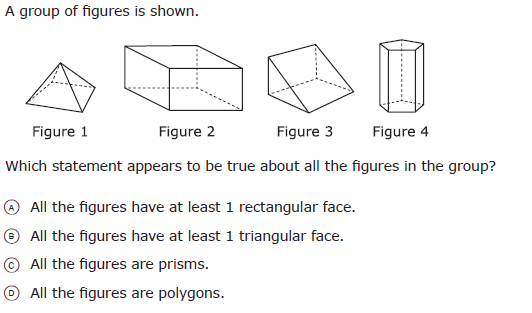 A group of figures is shown.
Figure 1 Figure 2 Figure 3 Figure 4
Which statement appears to be true about all the figures in the group?
A All the figures have at least 1 rectangular face.
B All the figures have at least 1 triangular face.
C All the figures are prisms.
D All the figures are polygons.